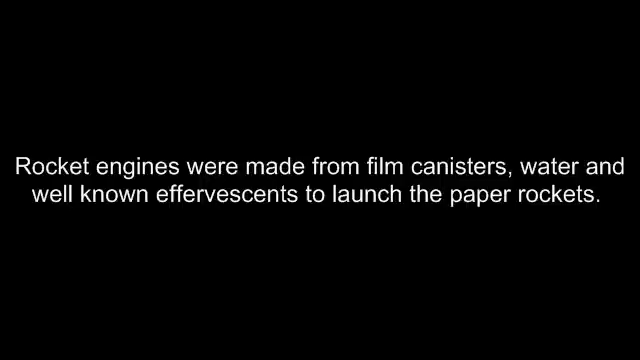 Rocket engines were made from film canisters, water and
well known effervescents to launch the paper rockets.